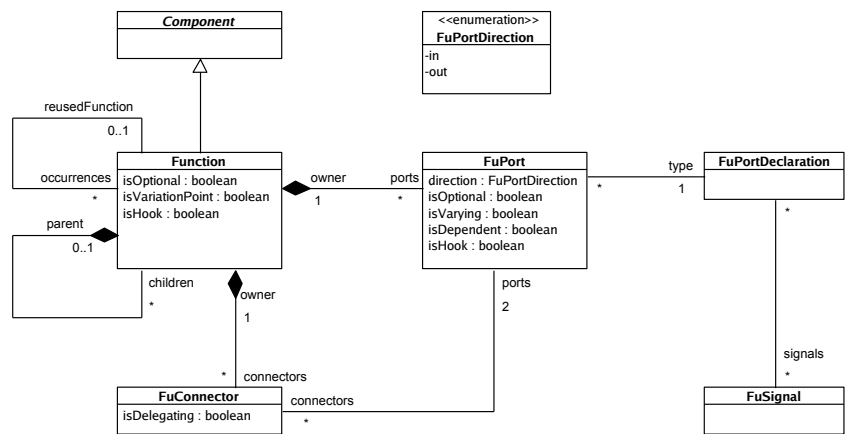 Component
<<enumeration>>
FuPortDirection
-in
-out
reusedFunction
0..1
occurrences
*
Function
isOptional : boolean
isVariationPoint : boolean
isHook : boolean
parent
0..1
children
*
owner
1
ports
*
FuPort
direction : FuPortDirection
isOptional : boolean
isVarying : boolean
isDependent : boolean
isHook : boolean
*
type
1
FuPortDeclaration
*
owner
1
ports
2
* connectors
signals
*
FuConnector
isDelegating : boolean
connectors
*
FuSignal